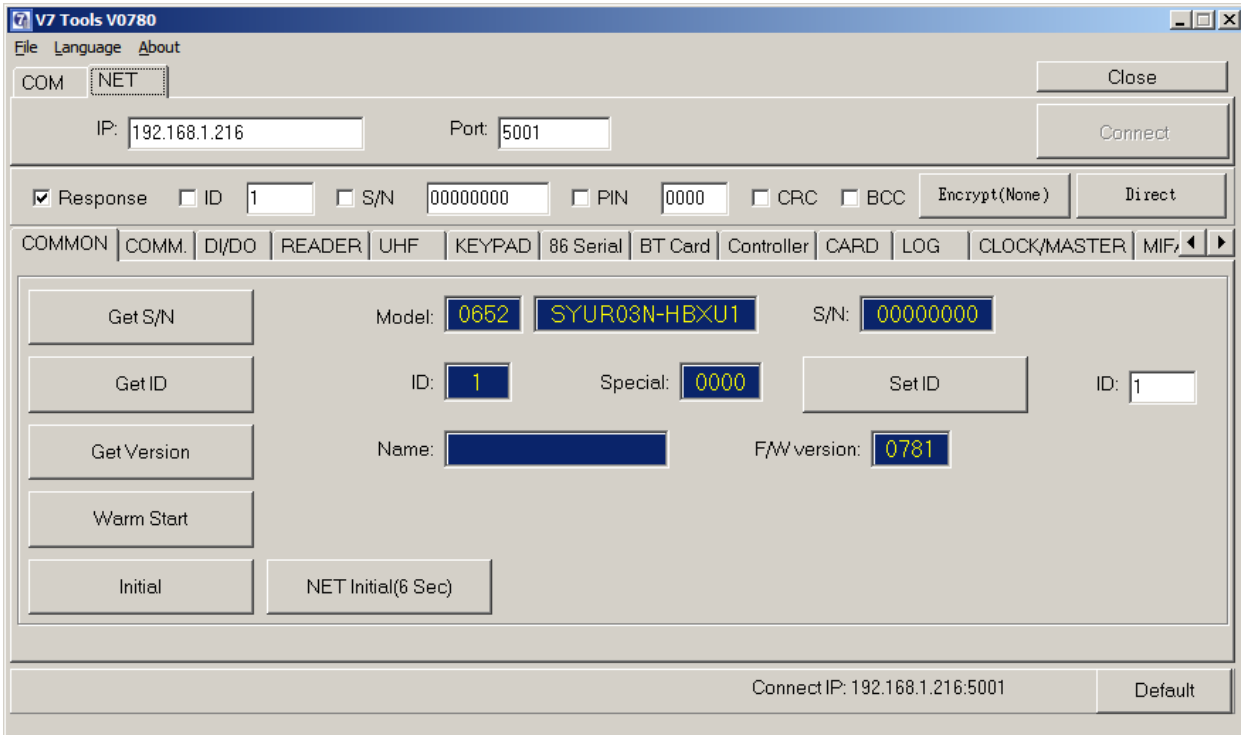 V7 Tools V0780
File Language About
COM NET Close
IP: 192.168.1.216 Port: 5001 Connect
Response ID 1 S/N 00000000 PIN 0000 CRC BCC Encrypt(None) Direct
COMMON COMM. DI/DO READER UHF KEYPAD 86 Serial BT Card Controller CARD LOG CLOCK/MASTER MIFA
Get S/N Model: 0652 SYUR03N-HBXU1 S/N: 00000000
Get ID ID: 1 Special: 0000 Set ID ID: 1
Get Version Name: F/W version: 0781
Warm Start
Initial NET Initial(6 Sec)
Connect IP: 192.168.1.216:5001 Default